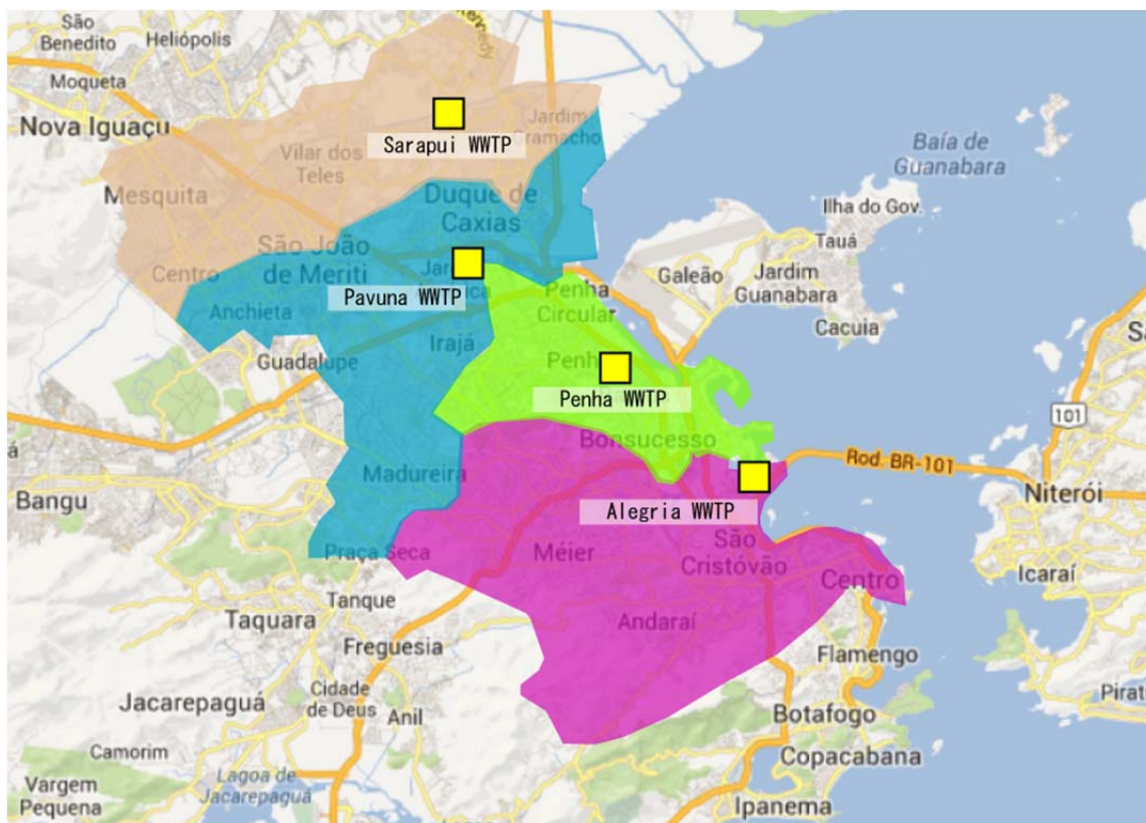 São
Benedito
Heliópolis
Kennedy
Moqueta
Nova Iguaçu
Sarapui WWTP
Jardim
Gramacho
Vilar dos
Teles
Mesquita
Duque de
Caxias
Baía de
Guanabara
Ilha do Gov.
Tauá
São João
de Meriti
Centro
Galeão
Jardim
Guanabara
Pavuna WWTP
Penha
Circular
Anchieta
Cacuia
Irajá
Guadalupe
Penha
Penha WWTP
101
Bonsucesso
Madureira
Rod. BR-101
Bangu
Niterói
Alegria WWTP
Praça Seca
Méier
São
Cristóvão
Centro
Icaraí
Tanque
Taquara
Andaraí
Freguesia
Flamengo
Cidade
de Deus
Jacarepaguá
Anil
Botafogo
Pirat
Camorim
Copacabana
Lagoa de
Jacarepaguá
Vargem
Pequena
Ipanema